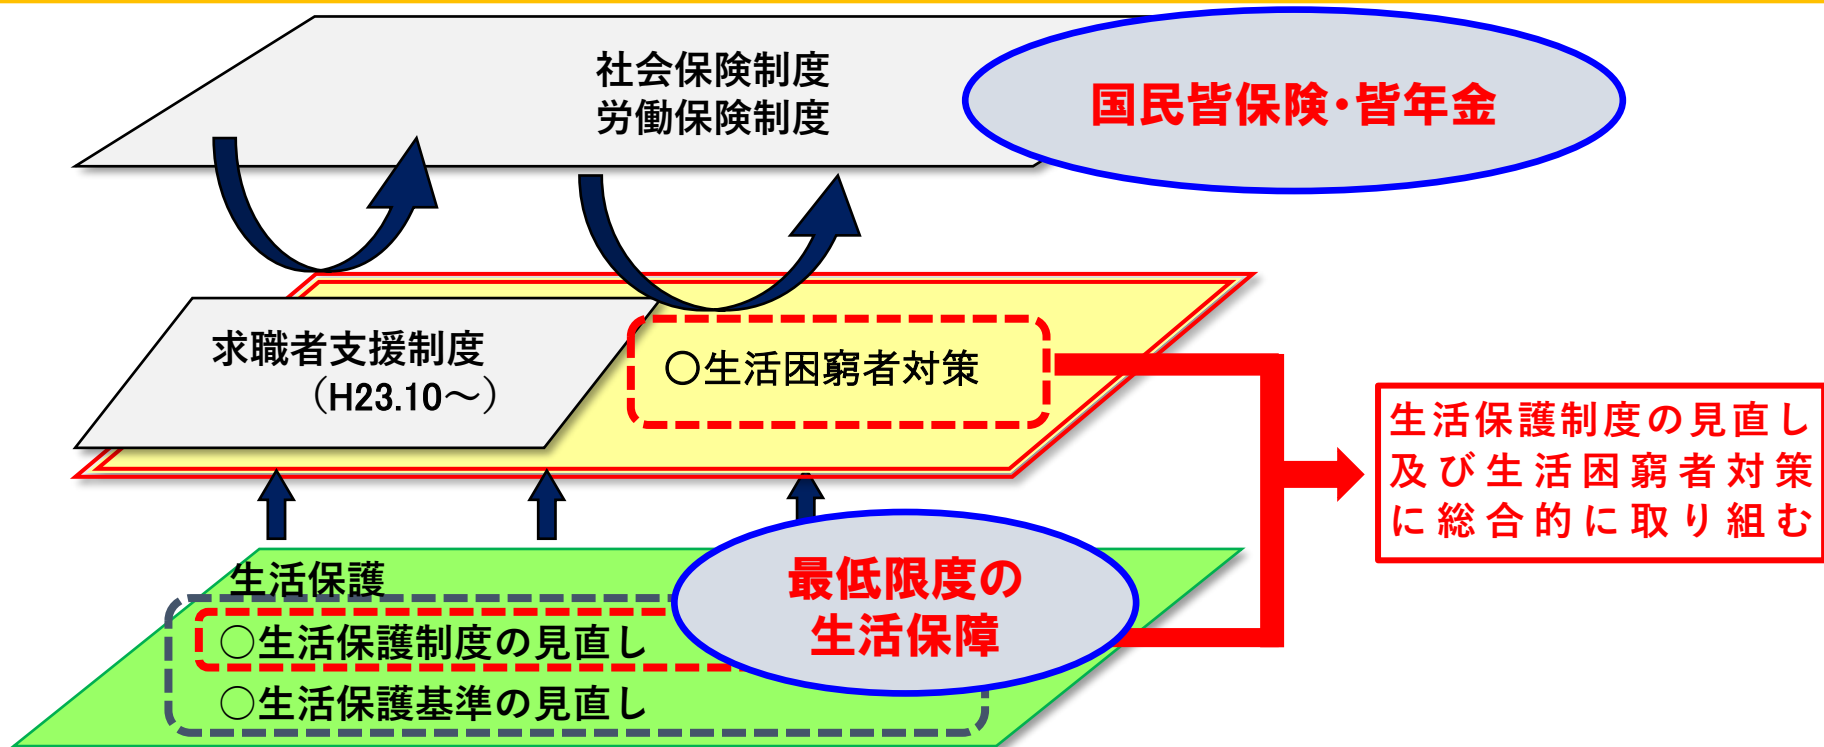 社会保険制度
労働保険制度
国民皆保険・皆年金
求職者支援制度
（H23.10～）
○生活困窮者対策
生活保護制度の見直し
及び生活困窮者対策
に総合的に取り組む
生活保護
○生活保護制度の見直し
○生活保護基準の見直し
最低限度の
生活保障